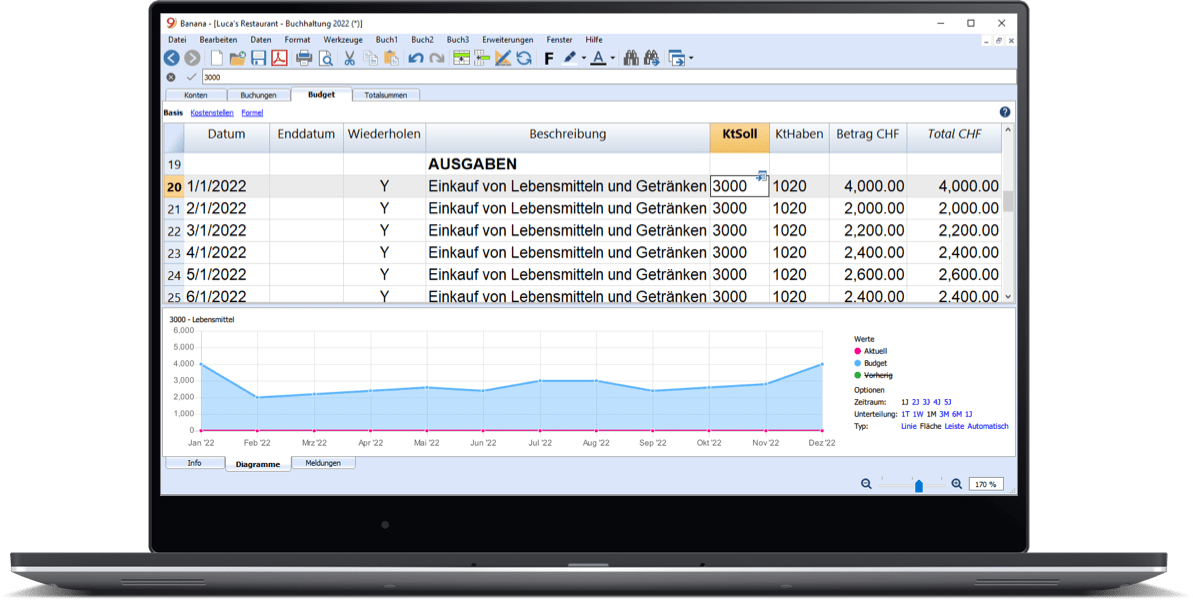 9 Banana - [Luca's Restaurant - Buchhaltung 2022 (*)]
Datei Bearbeiten Daten Format Werkzeuge Buch1 Buch2 Buch3 Erweiterungen Fenster Hilfe
F A
3000
Konten Buchungen Budget Totalsummen
Basis Kostenstellen Formel ?
Datum Enddatum Wiederholen Beschreibung KtSoll KtHaben Betrag CHF Total CHF
19 AUSGABEN
20 1/1/2022 Y Einkauf von Lebensmitteln und Getränken 3000 1020 4,000.00 4,000.00
21 2/1/2022 Y Einkauf von Lebensmitteln und Getränken 3000 1020 2,000.00 2,000.00
22 3/1/2022 Y Einkauf von Lebensmitteln und Getränken 3000 1020 2,200.00 2,200.00
23 4/1/2022 Y Einkauf von Lebensmitteln und Getränken 3000 1020 2,400.00 2,400.00
24 5/1/2022 Y Einkauf von Lebensmitteln und Getränken 3000 1020 2,600.00 2,600.00
25 6/1/2022 Y Einkauf von Lebensmitteln und Getränken 3000 1020 2,400.00 2,400.00
3000 - Lebensmittel
6,000
5,000
4,000
3,000
2,000
1,000
0
Jan '22 Feb '22 Mrz '22 Apr '22 Mai '22 Jun '22 Jul '22 Aug '22 Sep '22 Okt '22 Nov '22 Dez '22
Werte
Aktuell
Budget
Vorherig
Optionen
Zeitraum: 1J 2J 3J 4J 5J
Unterteilung: 1T 1W 1M 3M 6M 1J
Typ: Linie Fläche Leiste Automatisch
Info Diagramme Meldungen
170 %